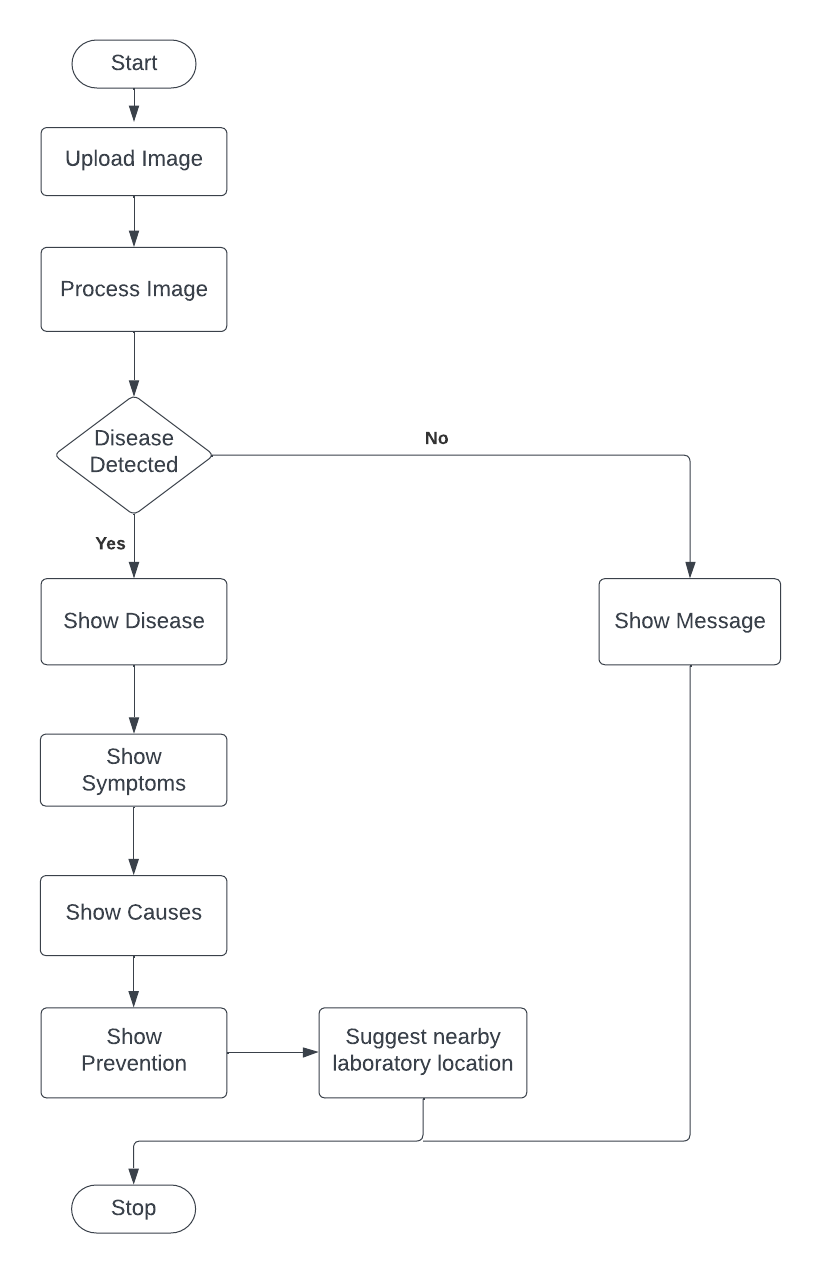 Start
Upload Image
Process Image
Disease
Detected
No
Yes
Show Disease
Show Message
Show
Symptoms
Show Causes
Show
Prevention
Suggest nearby
laboratory location
Stop